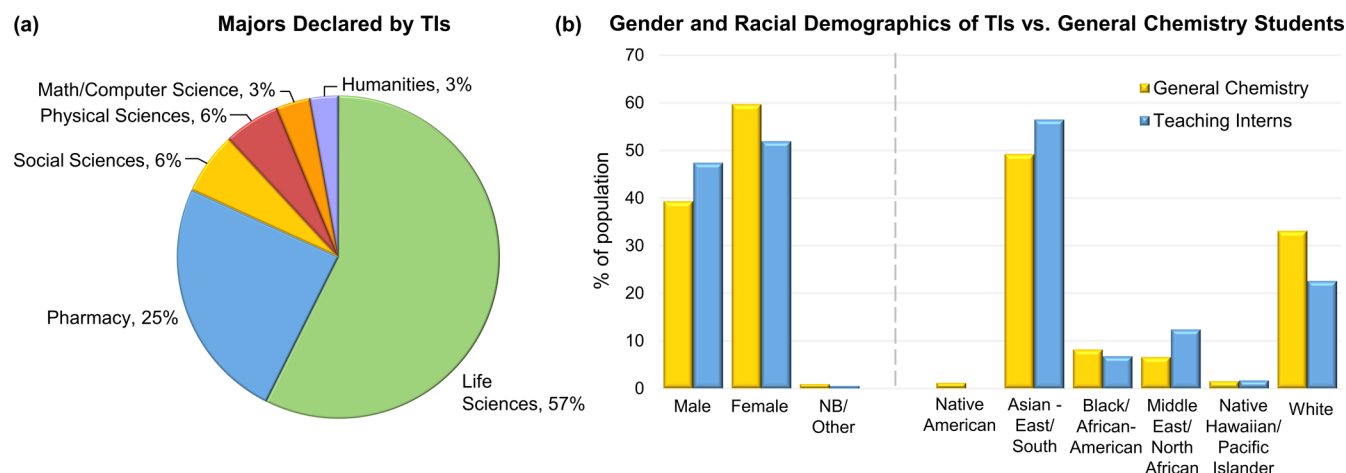 (a)
Majors Declared by TIs
Math/Computer Science, 3%
Humanities, 3%
Physical Sciences, 6%
Social Sciences, 6%
Pharmacy, 25%
Life
Sciences, 57%
(b)
Gender and Racial Demographics of TIs vs. General Chemistry Students
% of population
70
60
50
40
30
20
10
0
General Chemistry
Teaching Interns
Male
Female
NB/
Other
Native
American
Asian -
East/
South
Black/
African-
American
Middle
East/
North
African
Native
Hawaiian/
Pacific
Islander
White